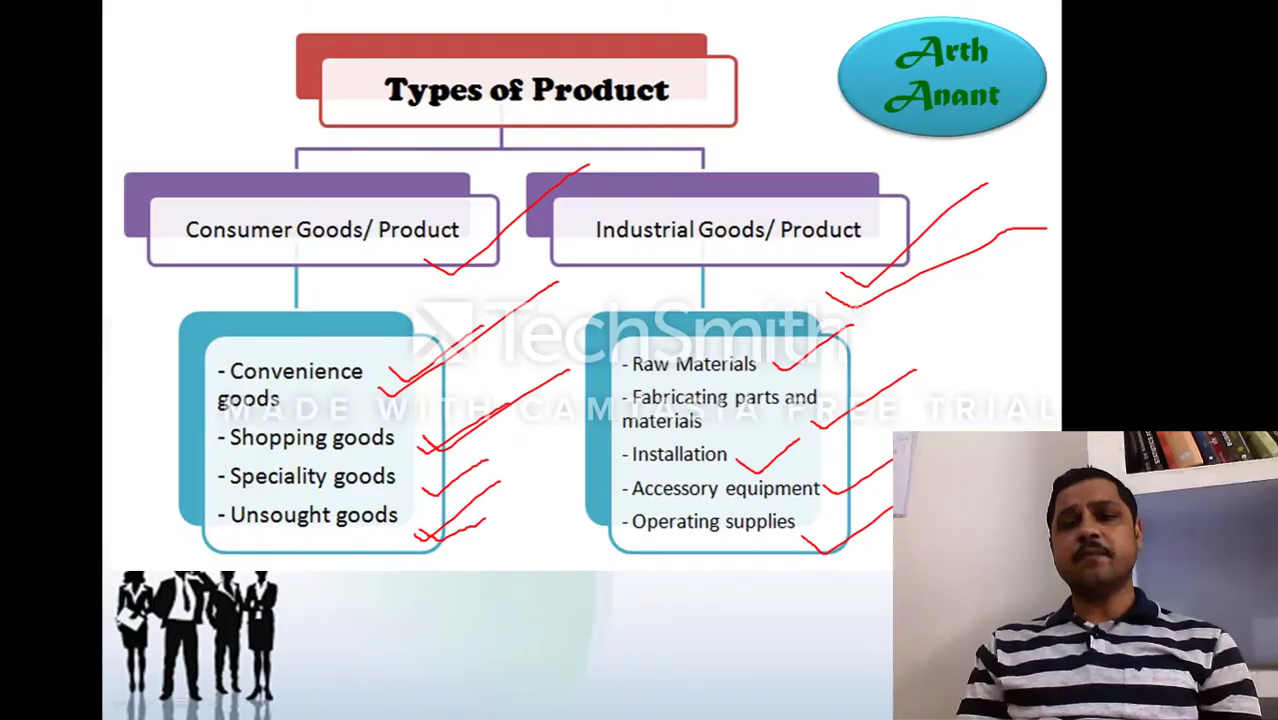 Types of Product
Arth
Anant
Consumer Goods/ Product
Industrial Goods/ Product
TechSmith
MADE WITH CAMTASIA FREE TRIAL
- Convenience
goods
- Shopping goods
- Speciality goods
- Unsought goods
- Raw Materials
- Fabricating parts and
materials
- Installation
- Accessory equipment
- Operating supplies